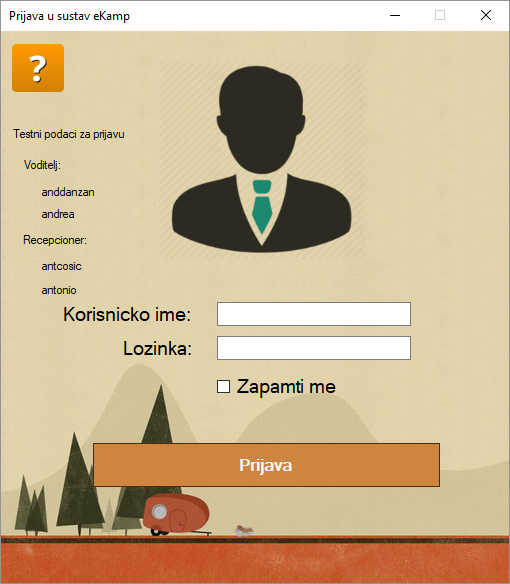 Prijava u sustav eKamp
?
Testni podaci za prijavu
Voditelj:
anddanzan
andrea
Recepcioner:
antcosic
antonio
Korisnicko ime:
Lozinka:
Zapamti me
Prijava